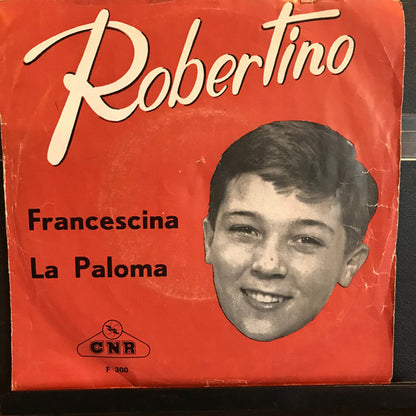 Robertino
Francescina
La Paloma
CNR
F 300